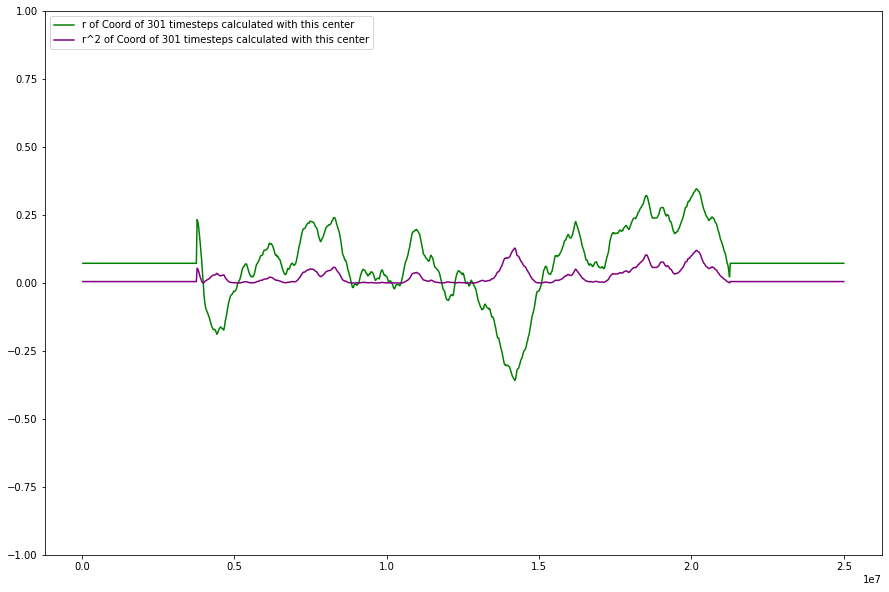 r of Coord of 301 timesteps calculated with this center
r^2 of Coord of 301 timesteps calculated with this center
1.00
0.75
0.50
0.25
0.00
−0.25
−0.50
−0.75
−1.00
0.0 0.5 1.0 1.5 2.0 2.5
1e7